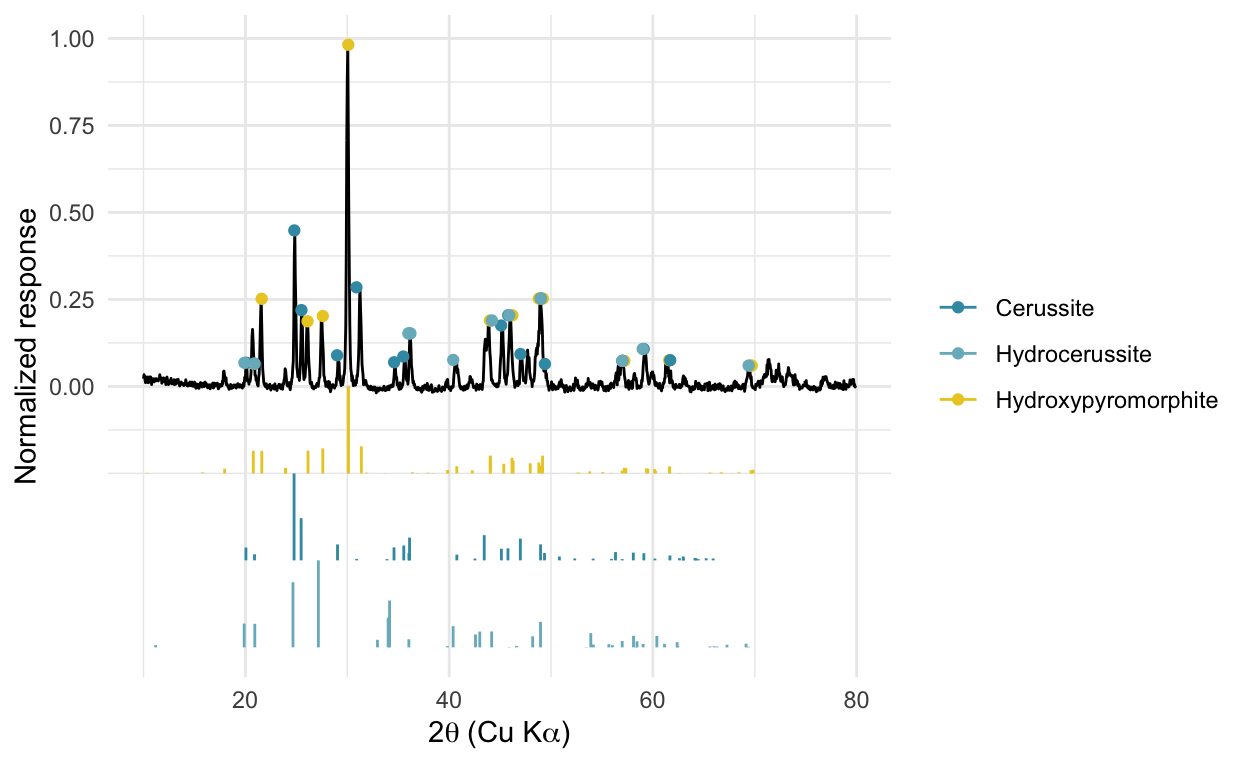 1.00
0.75
0.50
0.25
0.00
Normalized response
20 40 60 80
2θ (Cu Kα)
Cerussite
Hydrocerussite
Hydroxypyromorphite